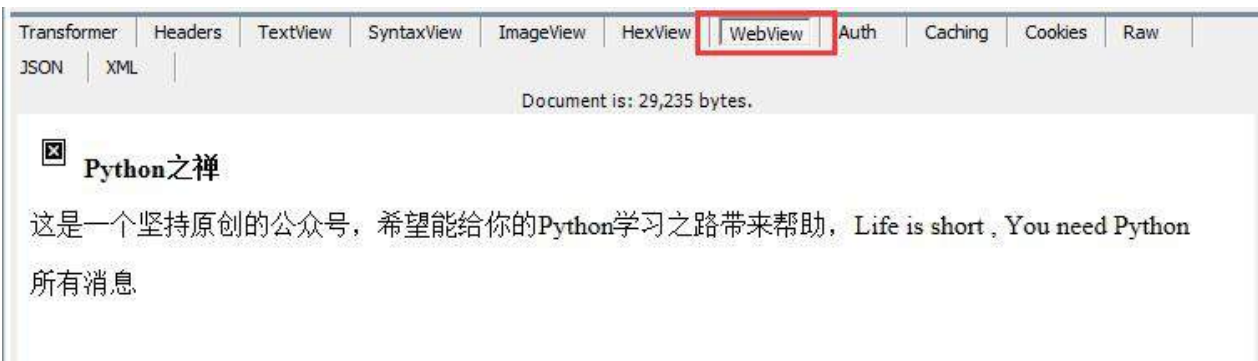 Transformer Headers TextView SyntaxView ImageView HexView WebView Auth Caching Cookies Raw
JSON XML
Document is: 29,235 bytes.
Python之禅
这是一个坚持原创的公众号，希望能给你的Python学习之路带来帮助，Life is short , You need Python
所有消息